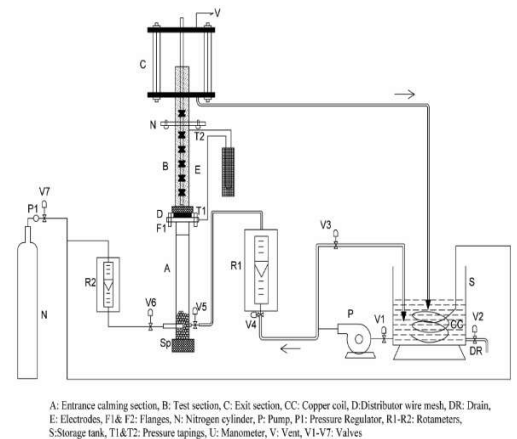 V
C
N
T2
B
E
V7
P1
D
T1
F1
V3
R2
A
R1
S
V6
V5
P
V1
V2
N
V4
CC
Sp
DR
A: Entrance calming section, B: Test section, C: Exit section, CC: Copper coil, D:Distributor wire mesh, DR: Drain,
E: Electrodes, F1& F2: Flanges, N: Nitrogen cylinder, P: Pump, P1: Pressure Regulator, R1-R2: Rotameters,
S:Storage tank, T1&T2: Pressure tapings, U: Manometer, V: Vent, V1-V7: Valves